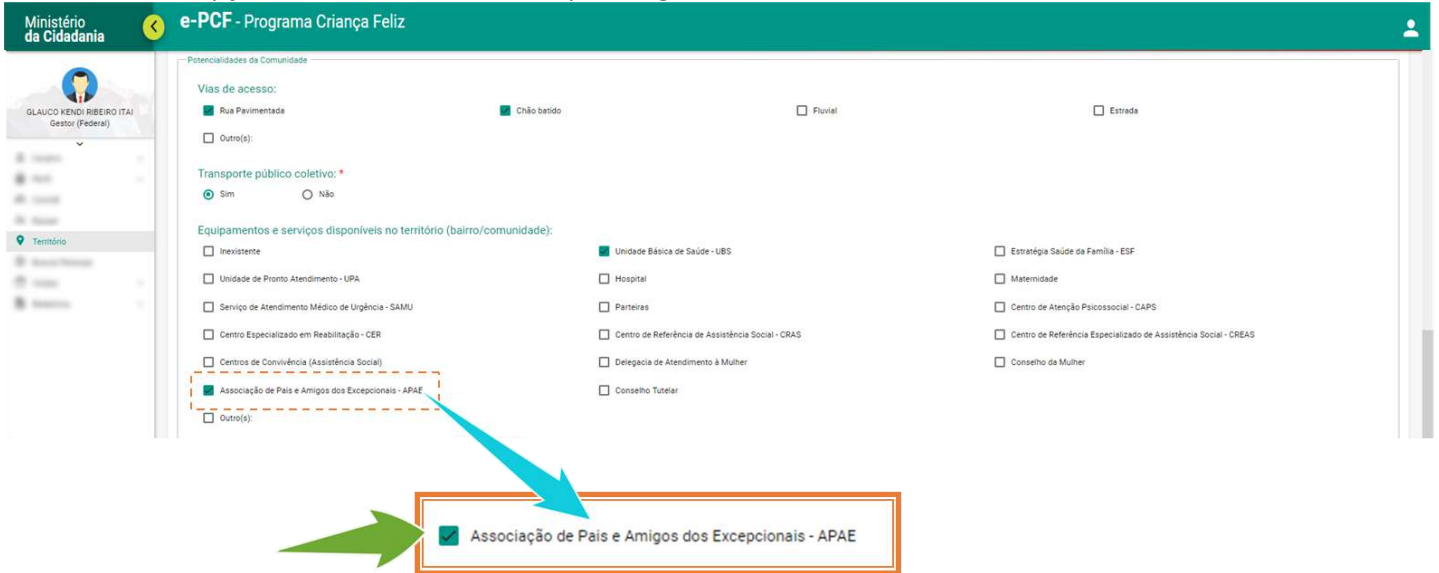 Ministério
da Cidadania
e-PCF - Programa Criança Feliz
GLAUCO KENDI RIBEIRO ITAI
Gestor (Federal)
Território
Potencialidades da Comunidade
Vias de acesso:
Rua Pavimentada Chão batido Fluvial Estrada
Outro(s):
Transporte público coletivo: *
Sim Não
Equipamentos e serviços disponíveis no território (bairro/comunidade):
Inexistente Unidade Básica de Saúde - UBS Estratégia Saúde da Família - ESF
Unidade de Pronto Atendimento - UPA Hospital Maternidade
Serviço de Atendimento Médico de Urgência - SAMU Parteiras Centro de Atenção Psicossocial - CAPS
Centro Especializado em Reabilitação - CER Centro de Referência de Assistência Social - CRAS Centro de Referência Especializado de Assistência Social - CREAS
Centros de Convivência (Assistência Social) Delegacia de Atendimento à Mulher Conselho da Mulher
Associação de Pais e Amigos dos Excepcionais - APAE Conselho Tutelar
Outro(s):
Associação de Pais e Amigos dos Excepcionais - APAE